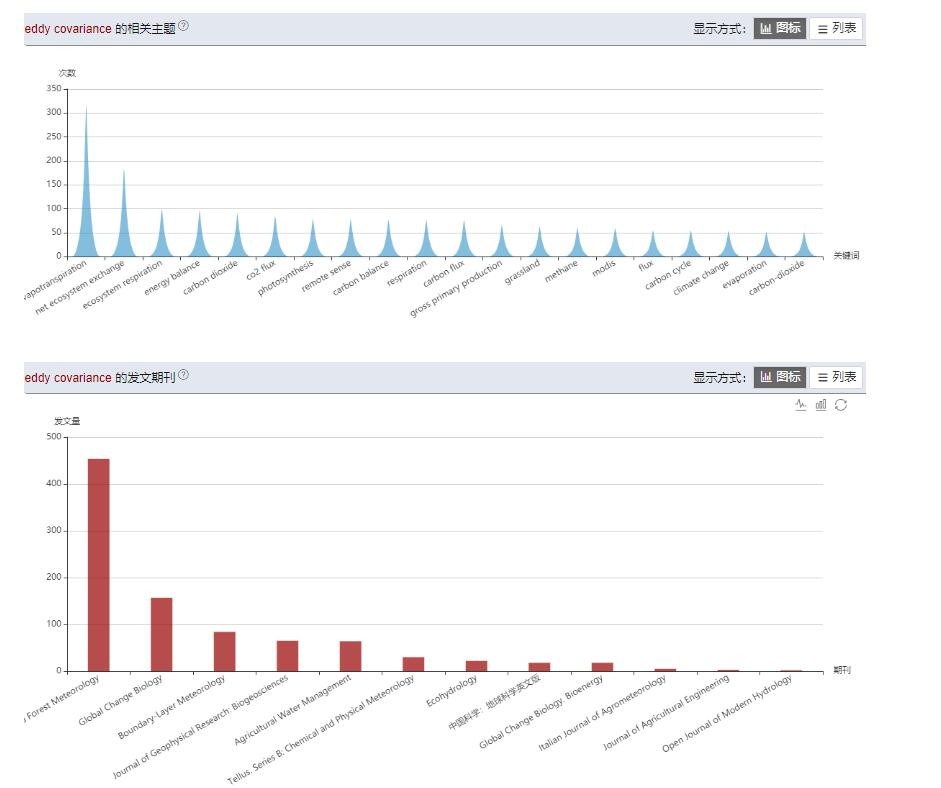 eddy covariance 的相关主题 ?
显示方式： 图标 列表
次数
350
300
250
200
150
100
50
0
vapotranspiration
net ecosystem exchange
ecosystem respiration
energy balance
carbon dioxide
co2 flux
photosynthesis
remote sense
carbon balance
respiration
carbon flux
gross primary production
grassland
methane
modis
flux
carbon cycle
climate change
evaporation
carbon-dioxide
关键词
eddy covariance 的发文期刊 ?
显示方式： 图标 列表
发文量
500
400
300
200
100
0
Forest Meteorology
Global Change Biology
Boundary-Layer Meteorology
Journal of Geophysical Research: Biogeosciences
Agricultural Water Management
Tellus. Series B: Chemical and Physical Meteorology
Ecohydrology
中国科学：地球科学英文版
Global Change Biology. Bioenergy
Italian Journal of Agrometeorology
Journal of Agricultural Engineering
Open Journal of Modern Hydrology
期刊